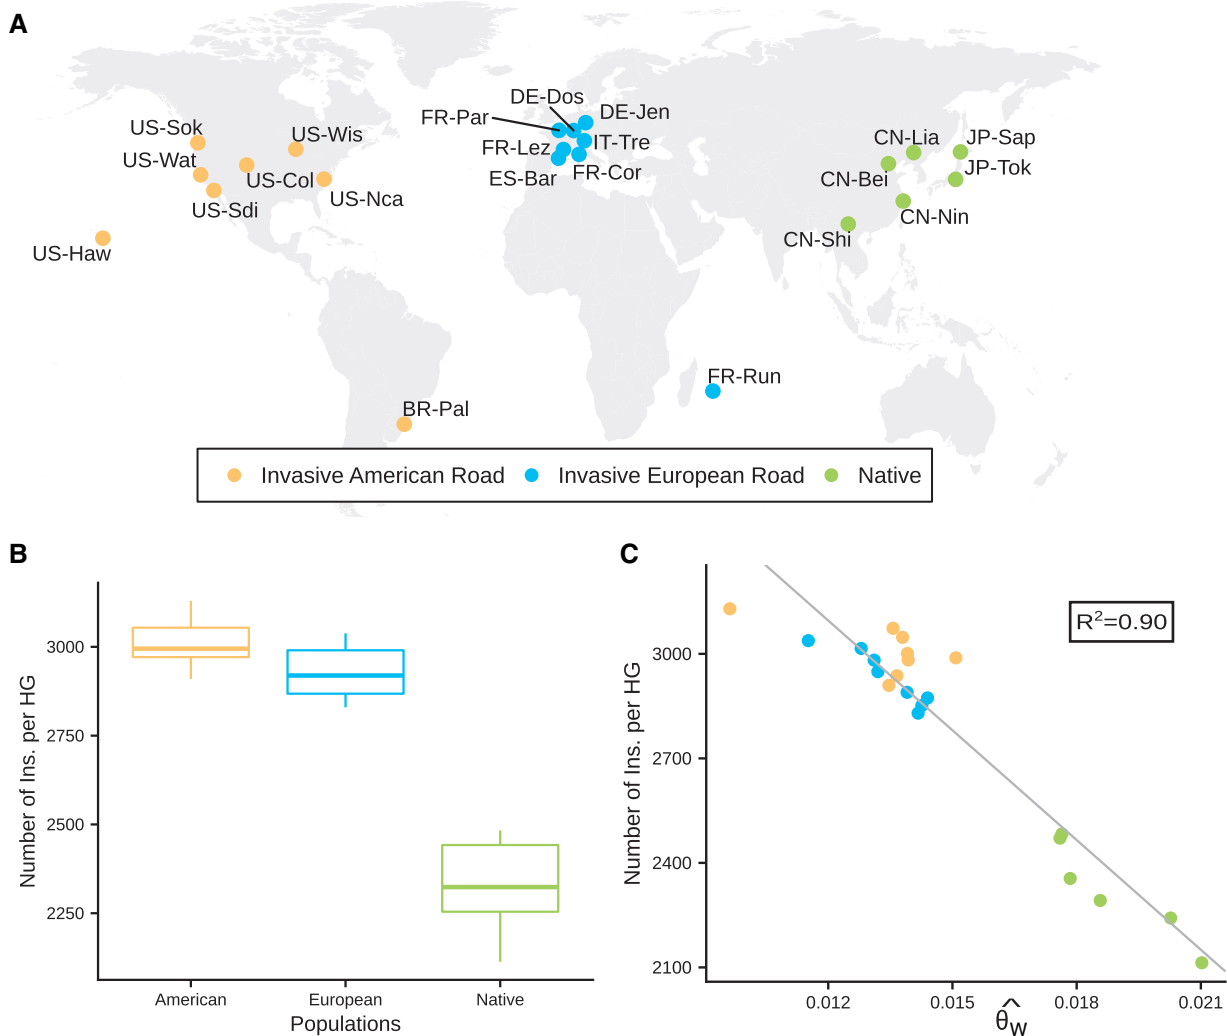 A
DE-Dos
FR-Par
DE-Jen
US-Sok
US-Wis
CN-Lia
JP-Sap
FR-Lez
IT-Tre
US-Wat
JP-Tok
US-Col
ES-Bar
FR-Cor
CN-Bei
US-Nca
US-Sdi
CN-Nin
CN-Shi
US-Haw
FR-Run
BR-Pal
Invasive American Road
Invasive European Road
Native
B
Number of Ins. per HG
3000
2750
2500
2250
American
European
Native
Populations
C
R²=0.90
Number of Ins. per HG
3000
2700
2400
2100
0.012
0.015
0.018
0.021
θ̂w